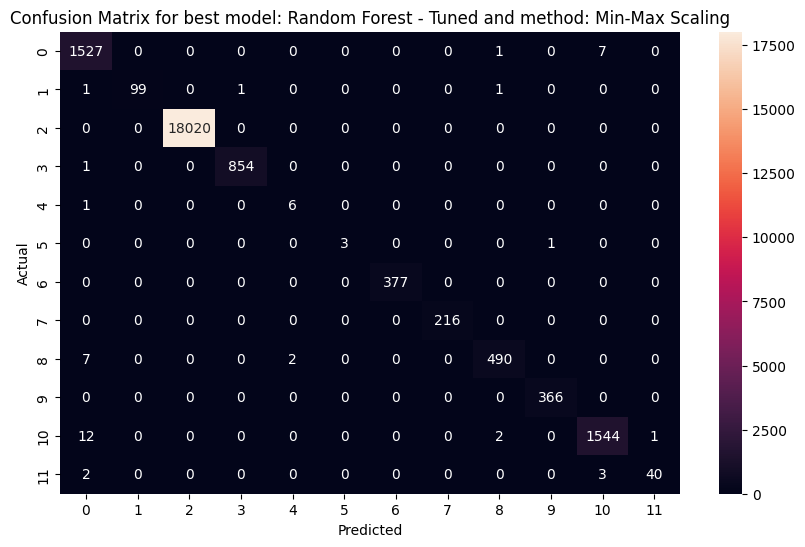 Confusion Matrix for best model: Random Forest - Tuned and method: Min-Max Scaling
0 1527 0 0 0 0 0 0 0 1 0 7 0
1 1 99 0 1 0 0 0 0 1 0 0 0
2 0 0 18020 0 0 0 0 0 0 0 0 0
3 1 0 0 854 0 0 0 0 0 0 0 0
4 1 0 0 0 6 0 0 0 0 0 0 0
5 0 0 0 0 0 3 0 0 0 1 0 0
6 0 0 0 0 0 0 377 0 0 0 0 0
7 0 0 0 0 0 0 0 216 0 0 0 0
8 7 0 0 0 2 0 0 0 490 0 0 0
9 0 0 0 0 0 0 0 0 0 366 0 0
10 12 0 0 0 0 0 0 0 2 0 1544 1
11 2 0 0 0 0 0 0 0 0 0 3 40
0 1 2 3 4 5 6 7 8 9 10 11
Actual
Predicted
17500
15000
12500
10000
7500
5000
2500
0